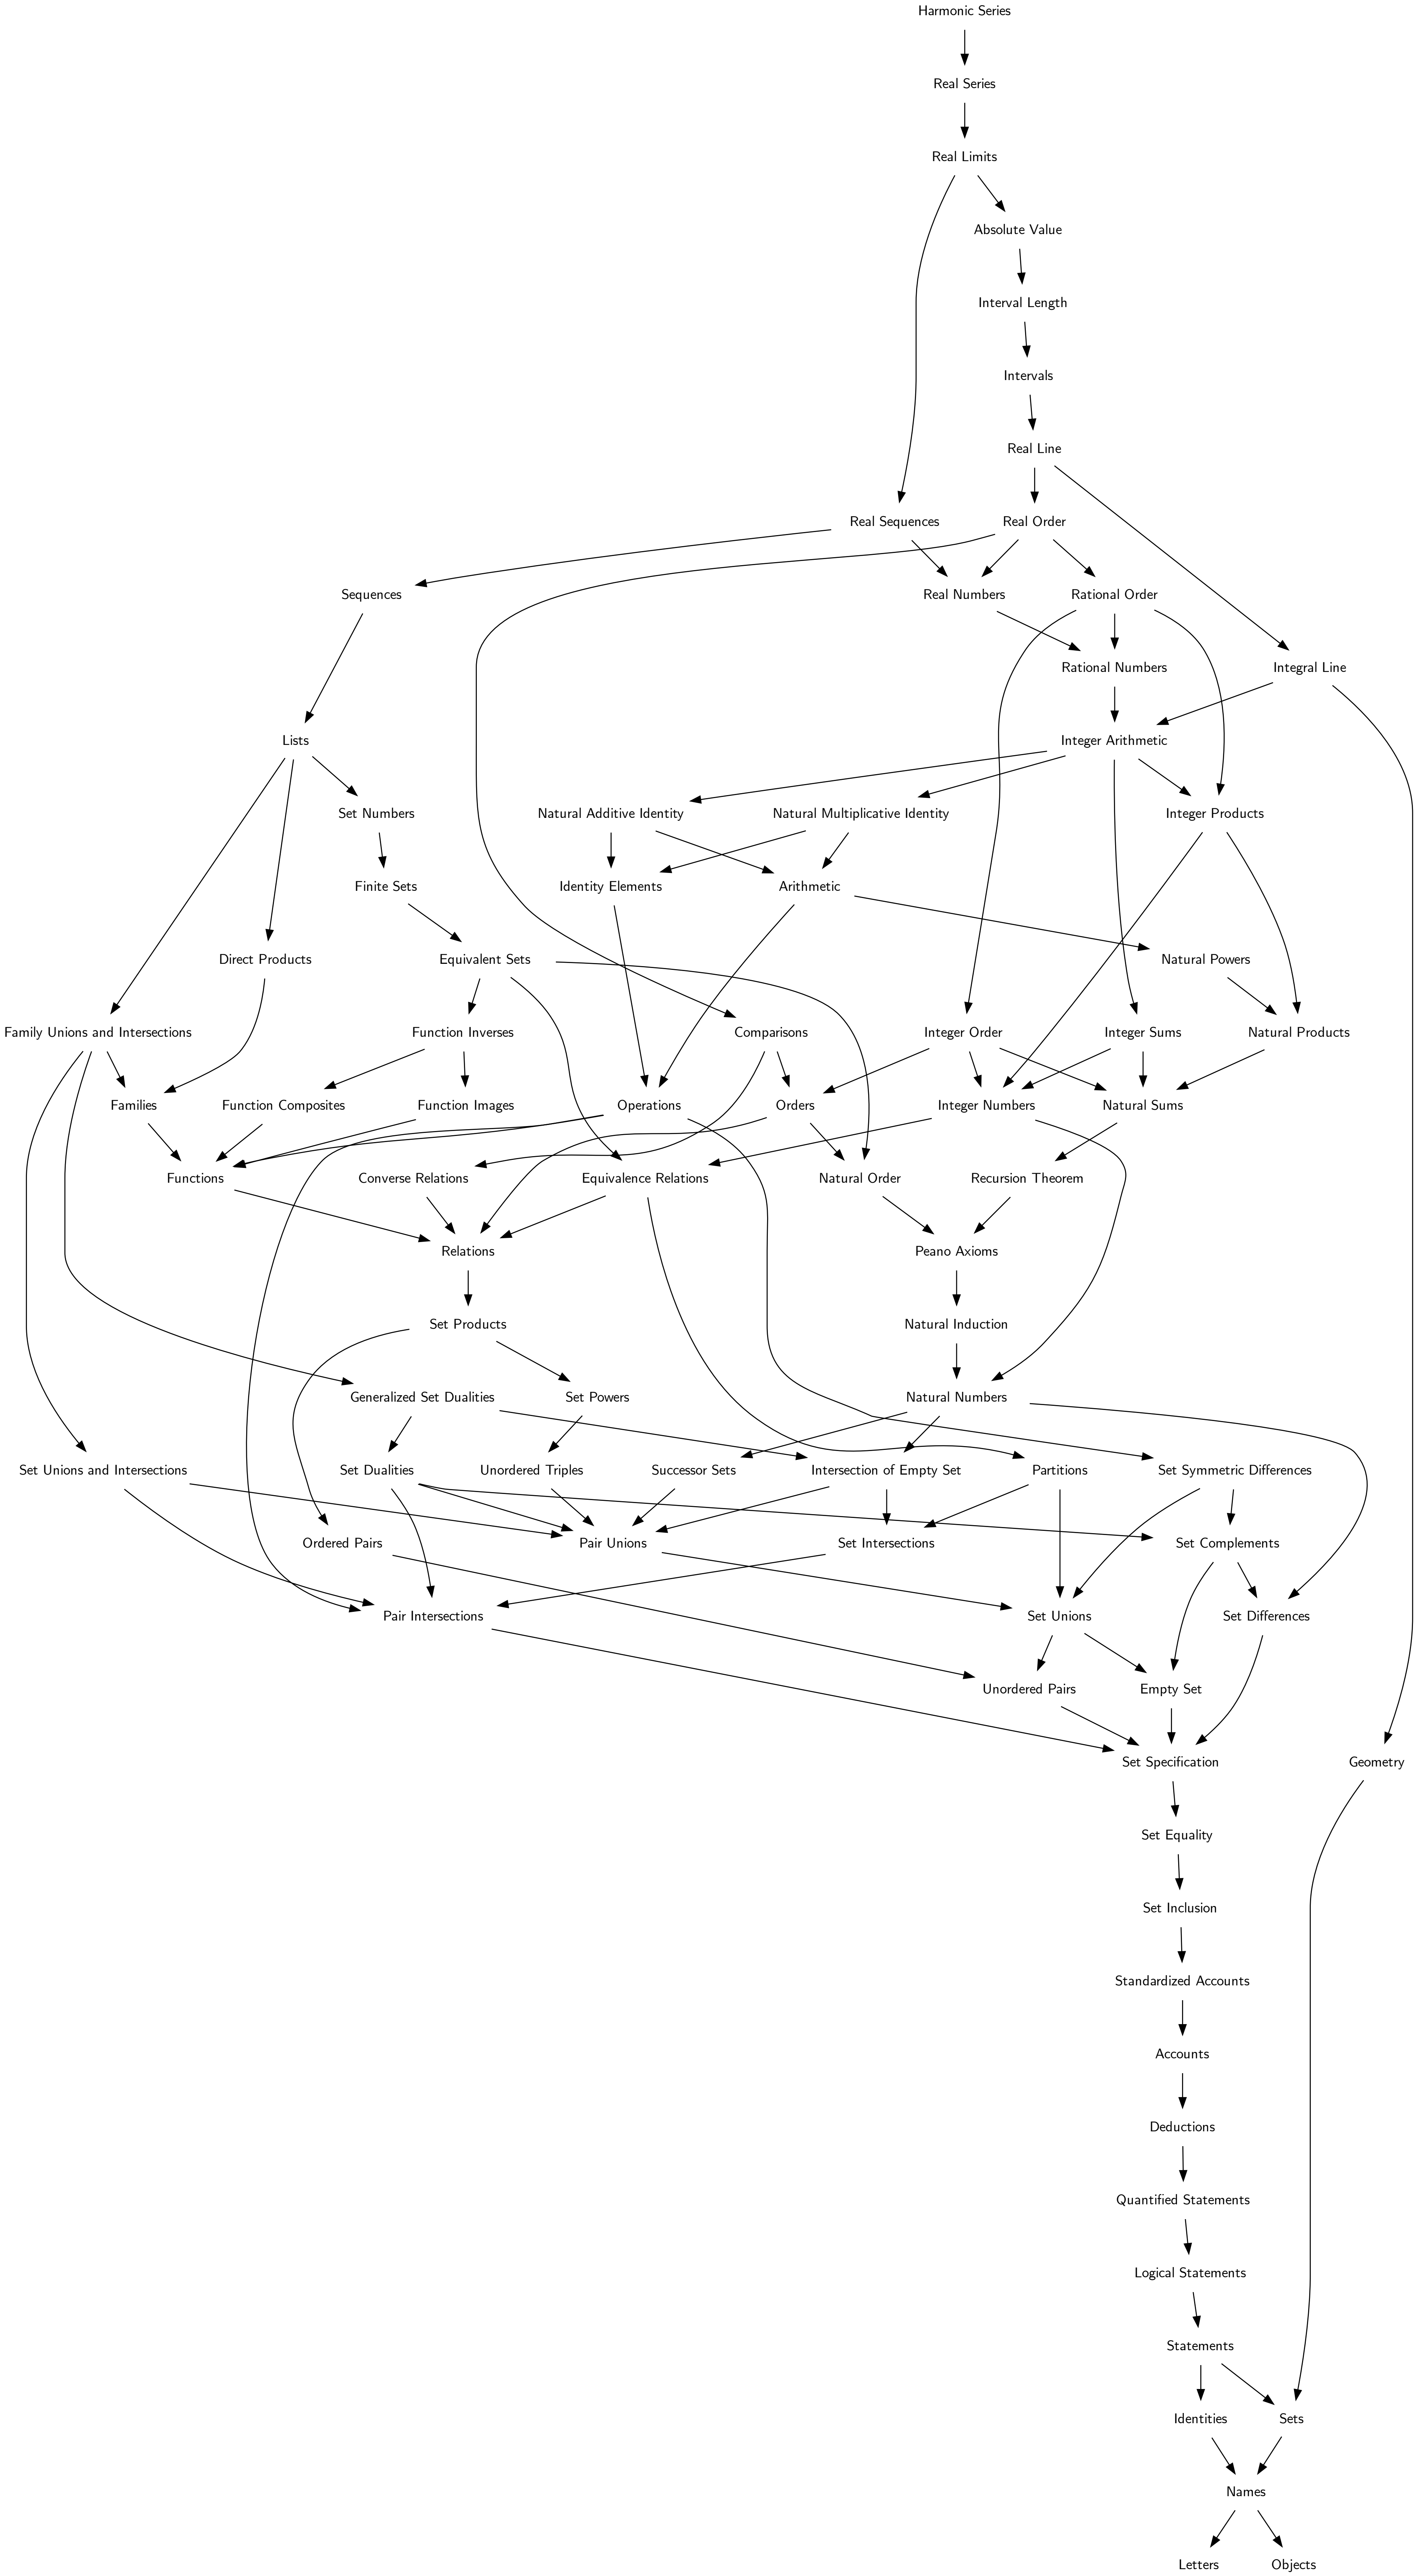 Harmonic Series
Real Series
Real Limits
Absolute Value
Interval Length
Intervals
Real Line
Real Sequences
Real Order
Sequences
Real Numbers
Rational Order
Rational Numbers
Integral Line
Lists
Integer Arithmetic
Set Numbers
Natural Additive Identity
Natural Multiplicative Identity
Integer Products
Finite Sets
Identity Elements
Arithmetic
Direct Products
Equivalent Sets
Natural Powers
Family Unions and Intersections
Function Inverses
Comparisons
Integer Order
Integer Sums
Natural Products
Families
Function Composites
Function Images
Operations
Orders
Integer Numbers
Natural Sums
Functions
Converse Relations
Equivalence Relations
Natural Order
Recursion Theorem
Relations
Peano Axioms
Set Products
Natural Induction
Generalized Set Dualities
Set Powers
Natural Numbers
Set Unions and Intersections
Set Dualities
Unordered Triples
Successor Sets
Intersection of Empty Set
Partitions
Set Symmetric Differences
Ordered Pairs
Pair Unions
Set Intersections
Set Complements
Pair Intersections
Set Unions
Set Differences
Unordered Pairs
Empty Set
Set Specification
Geometry
Set Equality
Set Inclusion
Standardized Accounts
Accounts
Deductions
Quantified Statements
Logical Statements
Statements
Identities
Sets
Names
Letters
Objects